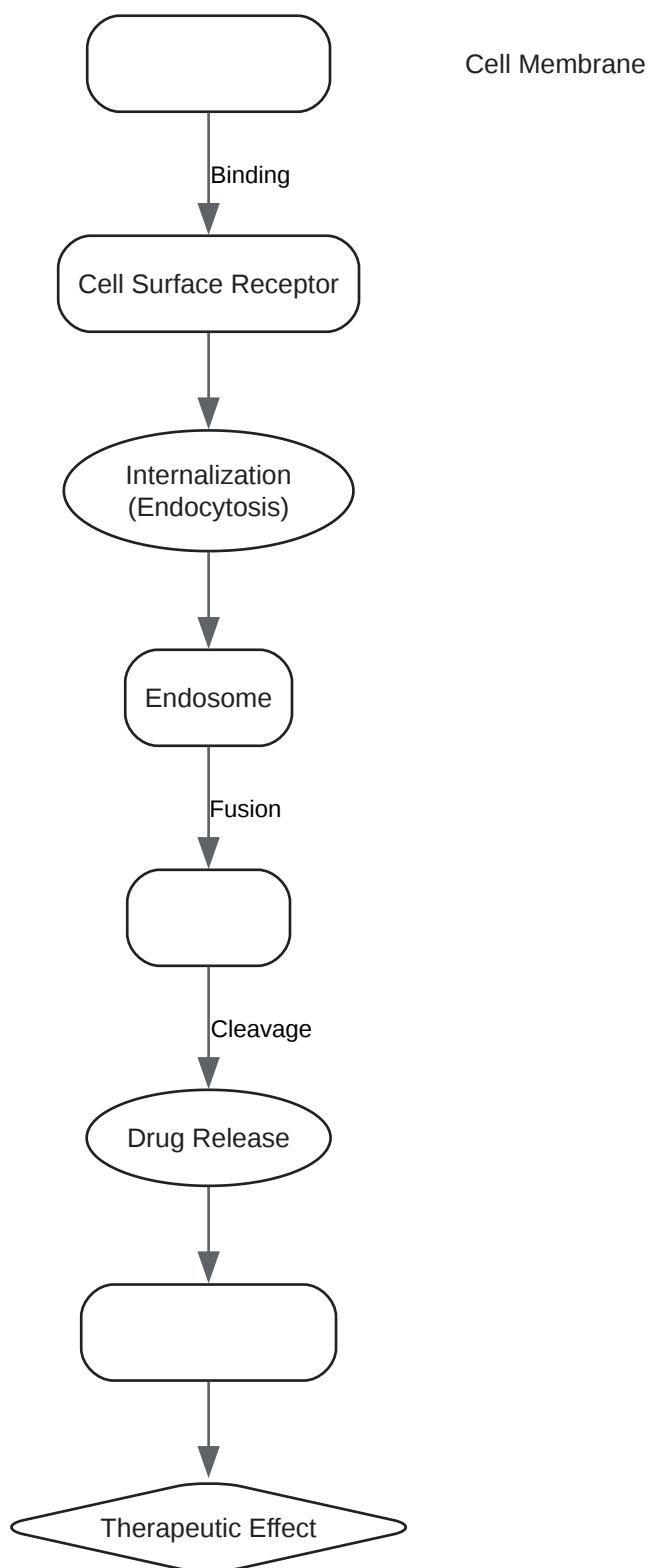 Cell Membrane
Binding
Cell Surface Receptor
Internalization
(Endocytosis)
Endosome
Fusion
Cleavage
Drug Release
Therapeutic Effect